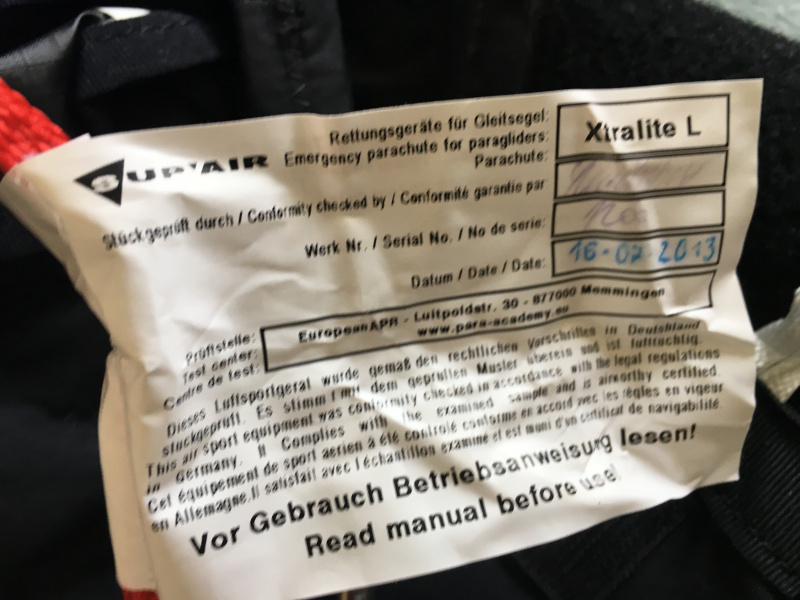 SUP'AIR
Rettungsgeräte für Gleitsegel:
Emergency parachute for paragliders:
Parachute:
Xtralite L
Stückgeprüft durch / Conformity checked by / Conformité garantie par
Werk Nr. / Serial No. / No de serie:
Datum / Date / Date:
16-02-2013
Prüfstelle:
Test center:
Centre de test:
EuropeanAPR - Luitpoldstr. 30 - 877000 Memmingen
www.para-academy.eu
Dieses Luftsportgerät wurde gemäß den rechtlichen Vorschriften in Deutschland
stückgeprüft. Es stimmt mit dem geprüften Muster überein und ist lufttüchtig.
This air sport equipment was conformity checked in accordance with the legal regulations
in Germany. It Complies with the examined sample and is airworthy certified.
Cet équipement de sport aérien à été controlé conforme en accord avec les règles en vigeur
en Allemagne.Il satisfait avec l'échantillon examiné et est muni d'un certificat de navigabilité.
Vor Gebrauch Betriebsanweisung lesen!
Read manual before use!